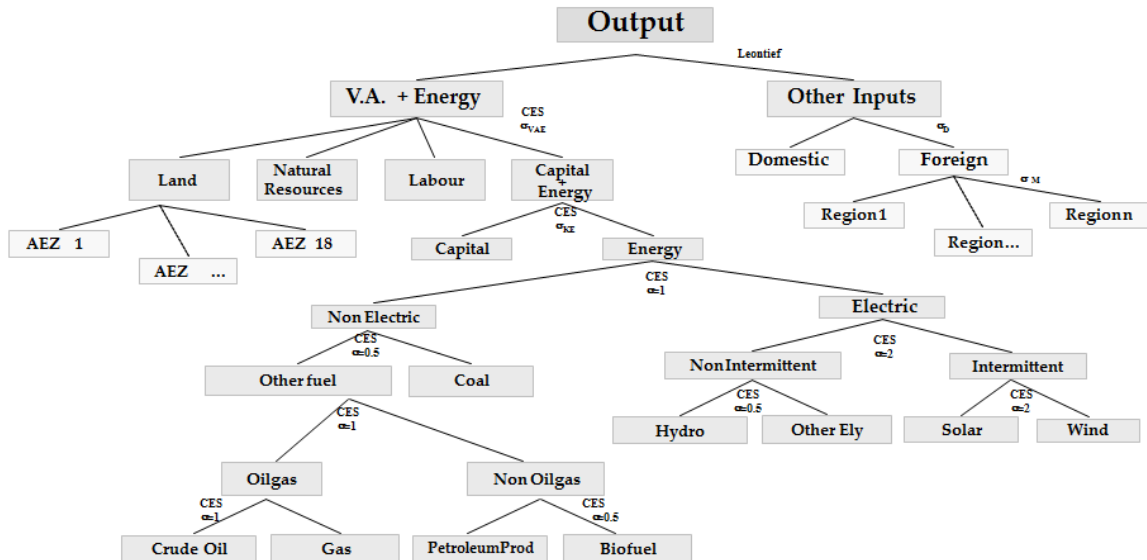 Output
Leontief
V.A. + Energy
Other Inputs
CES
σVAE
σD
Land
Natural
Resources
Labour
Capital
+
Energy
Domestic
Foreign
σM
CES
σKE
AEZ 1
AEZ ...
AEZ 18
Capital
Energy
Region 1
Region...
Region n
CES
σ=1
Non Electric
Electric
CES
σ=0.5
CES
σ=2
Other fuel
Coal
Non Intermittent
Intermittent
CES
σ=1
CES
σ=0.5
CES
σ=2
Hydro
Other Ely
Solar
Wind
Oilgas
Non Oilgas
CES
σ=1
CES
σ=0.5
Crude Oil
Gas
PetroleumProd
Biofuel